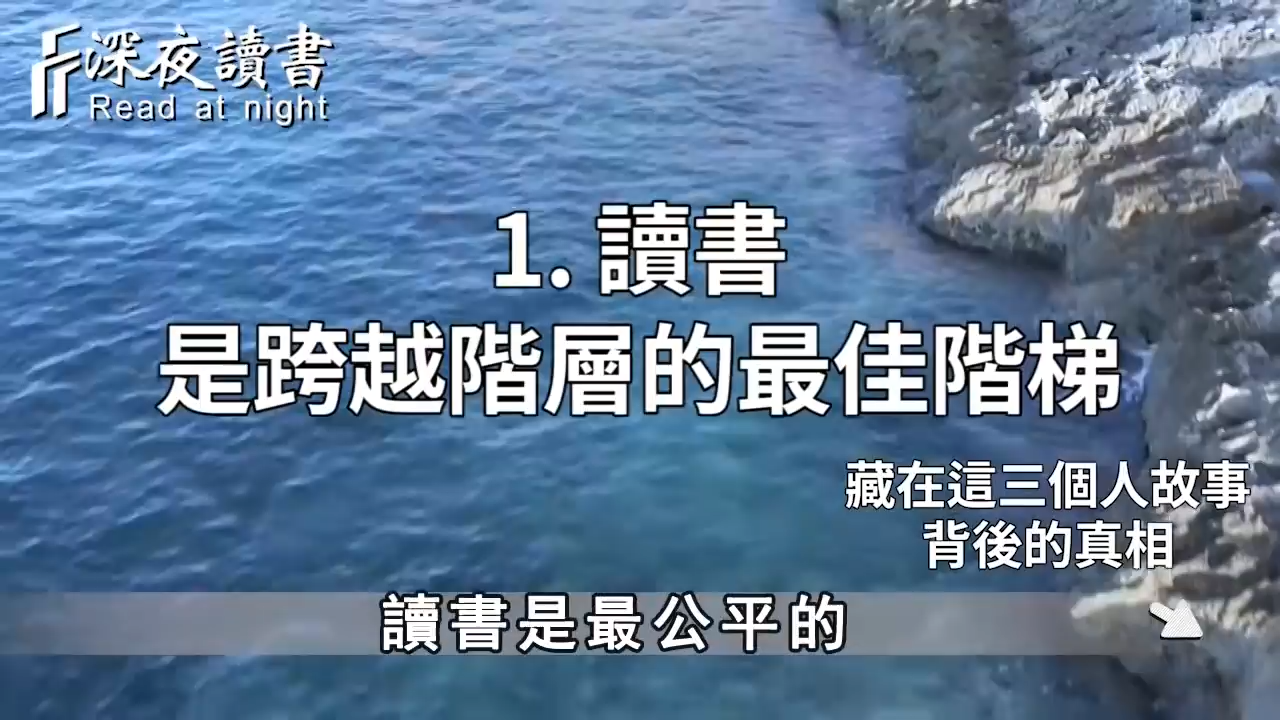 深夜讀書
Read at night
1. 讀書
是跨越階層的最佳階梯
藏在這三個人故事
背後的真相
讀書是最公平的